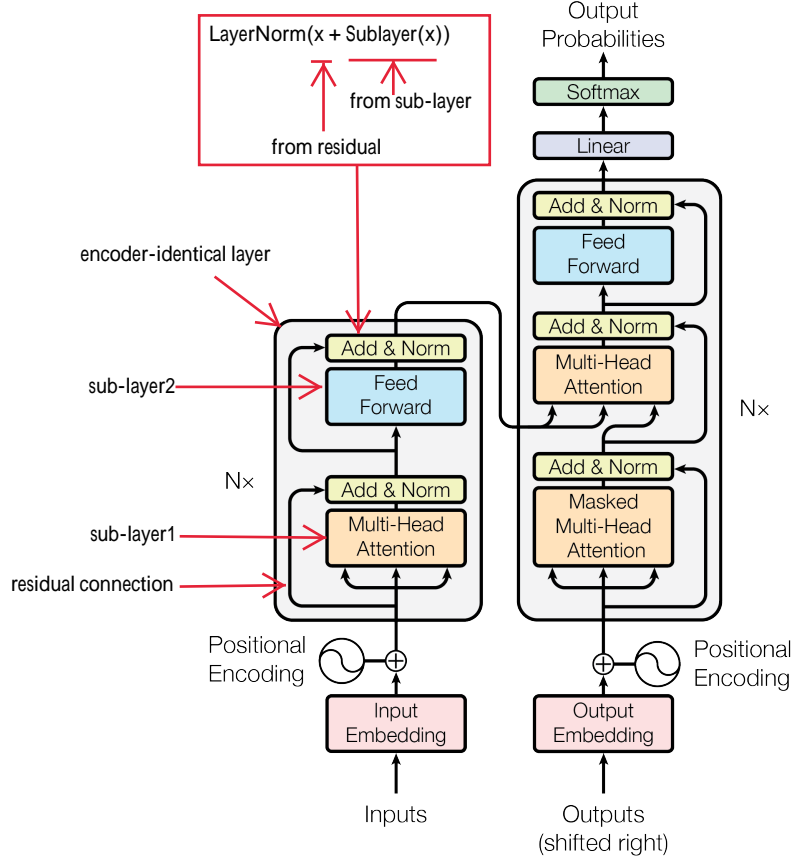 LayerNorm(x + Sublayer(x))
from sub-layer
from residual
encoder-identical layer
Add & Norm
sub-layer2
Feed
Forward
Nx
Add & Norm
sub-layer1
Multi-Head
Attention
residual connection
Positional
Encoding
Input
Embedding
Inputs
Output
Probabilities
Softmax
Linear
Add & Norm
Feed
Forward
Add & Norm
Multi-Head
Attention
Nx
Add & Norm
Masked
Multi-Head
Attention
Positional
Encoding
Output
Embedding
Outputs
(shifted right)